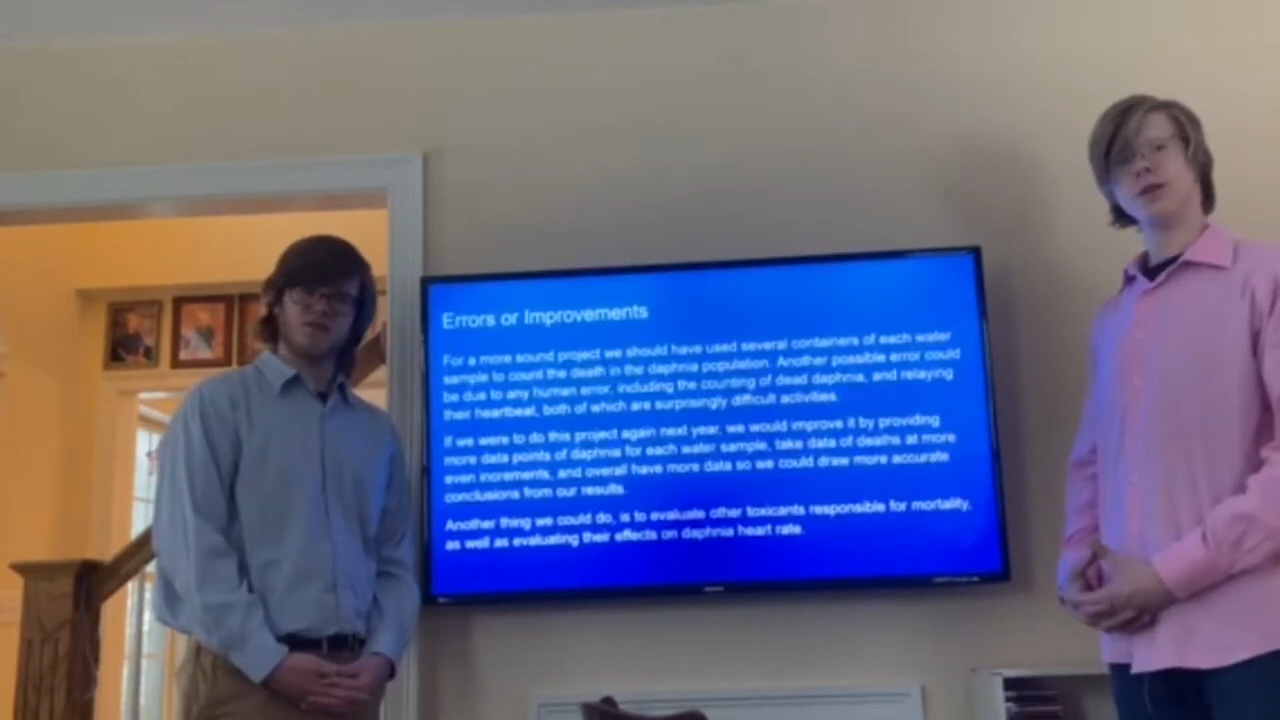 Errors or Improvements
For a more sound project we should have used several containers of each water
sample to count the death in the daphnia population. Another possible error could
be due to any human error, including the counting of dead daphnia, and relaying
their heartbeat, both of which are surprisingly difficult activities.
If we were to do this project again next year, we would improve it by providing
more data points of daphnia for each water sample, take data of deaths at more
even increments, and overall have more data so we could draw more accurate
conclusions from our results.
Another thing we could do, is to evaluate other toxicants responsible for mortality,
as well as evaluating their effects on daphnia heart rate.